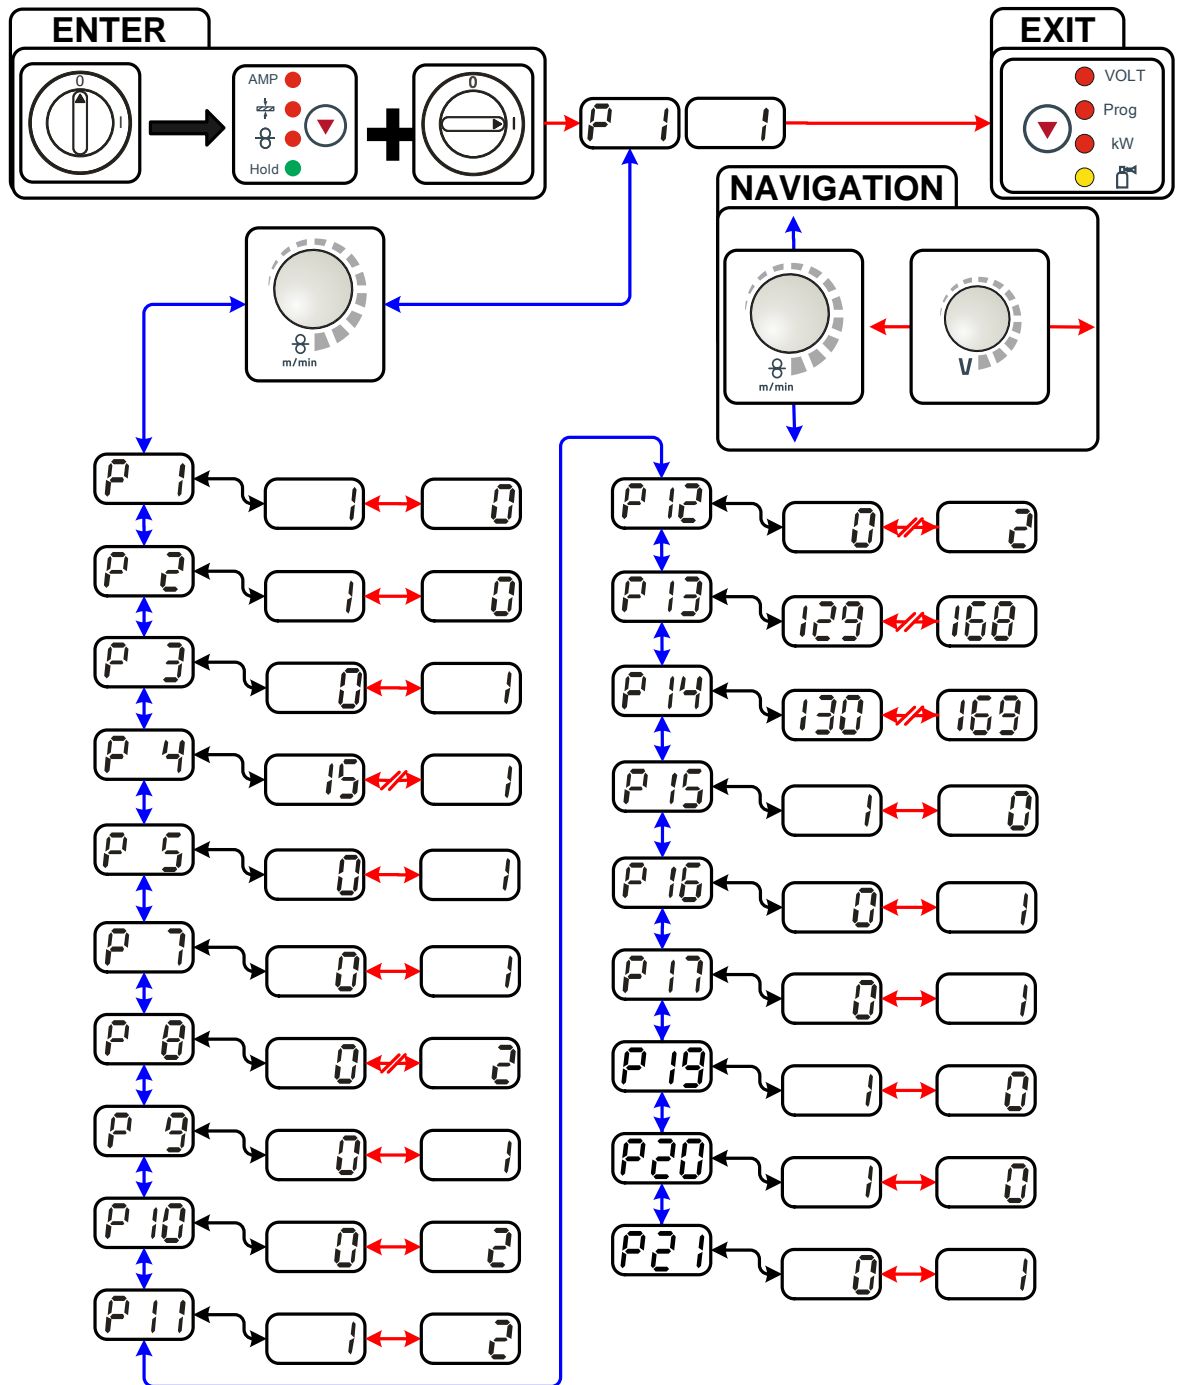 ENTER
EXIT
0
I
AMP
Hold
0
I
P 1
1
VOLT
Prog
kW
NAVIGATION
m/min
m/min
V
P 1
1
0
P 2
1
0
P 3
0
1
P 4
15
1
P 5
0
1
P 7
0
1
P 8
0
2
P 9
0
1
P 10
0
2
P 11
1
2
P 12
0
2
P 13
129
168
P 14
130
169
P 15
1
0
P 16
0
1
P 17
0
1
P 19
1
0
P20
1
0
P21
0
1